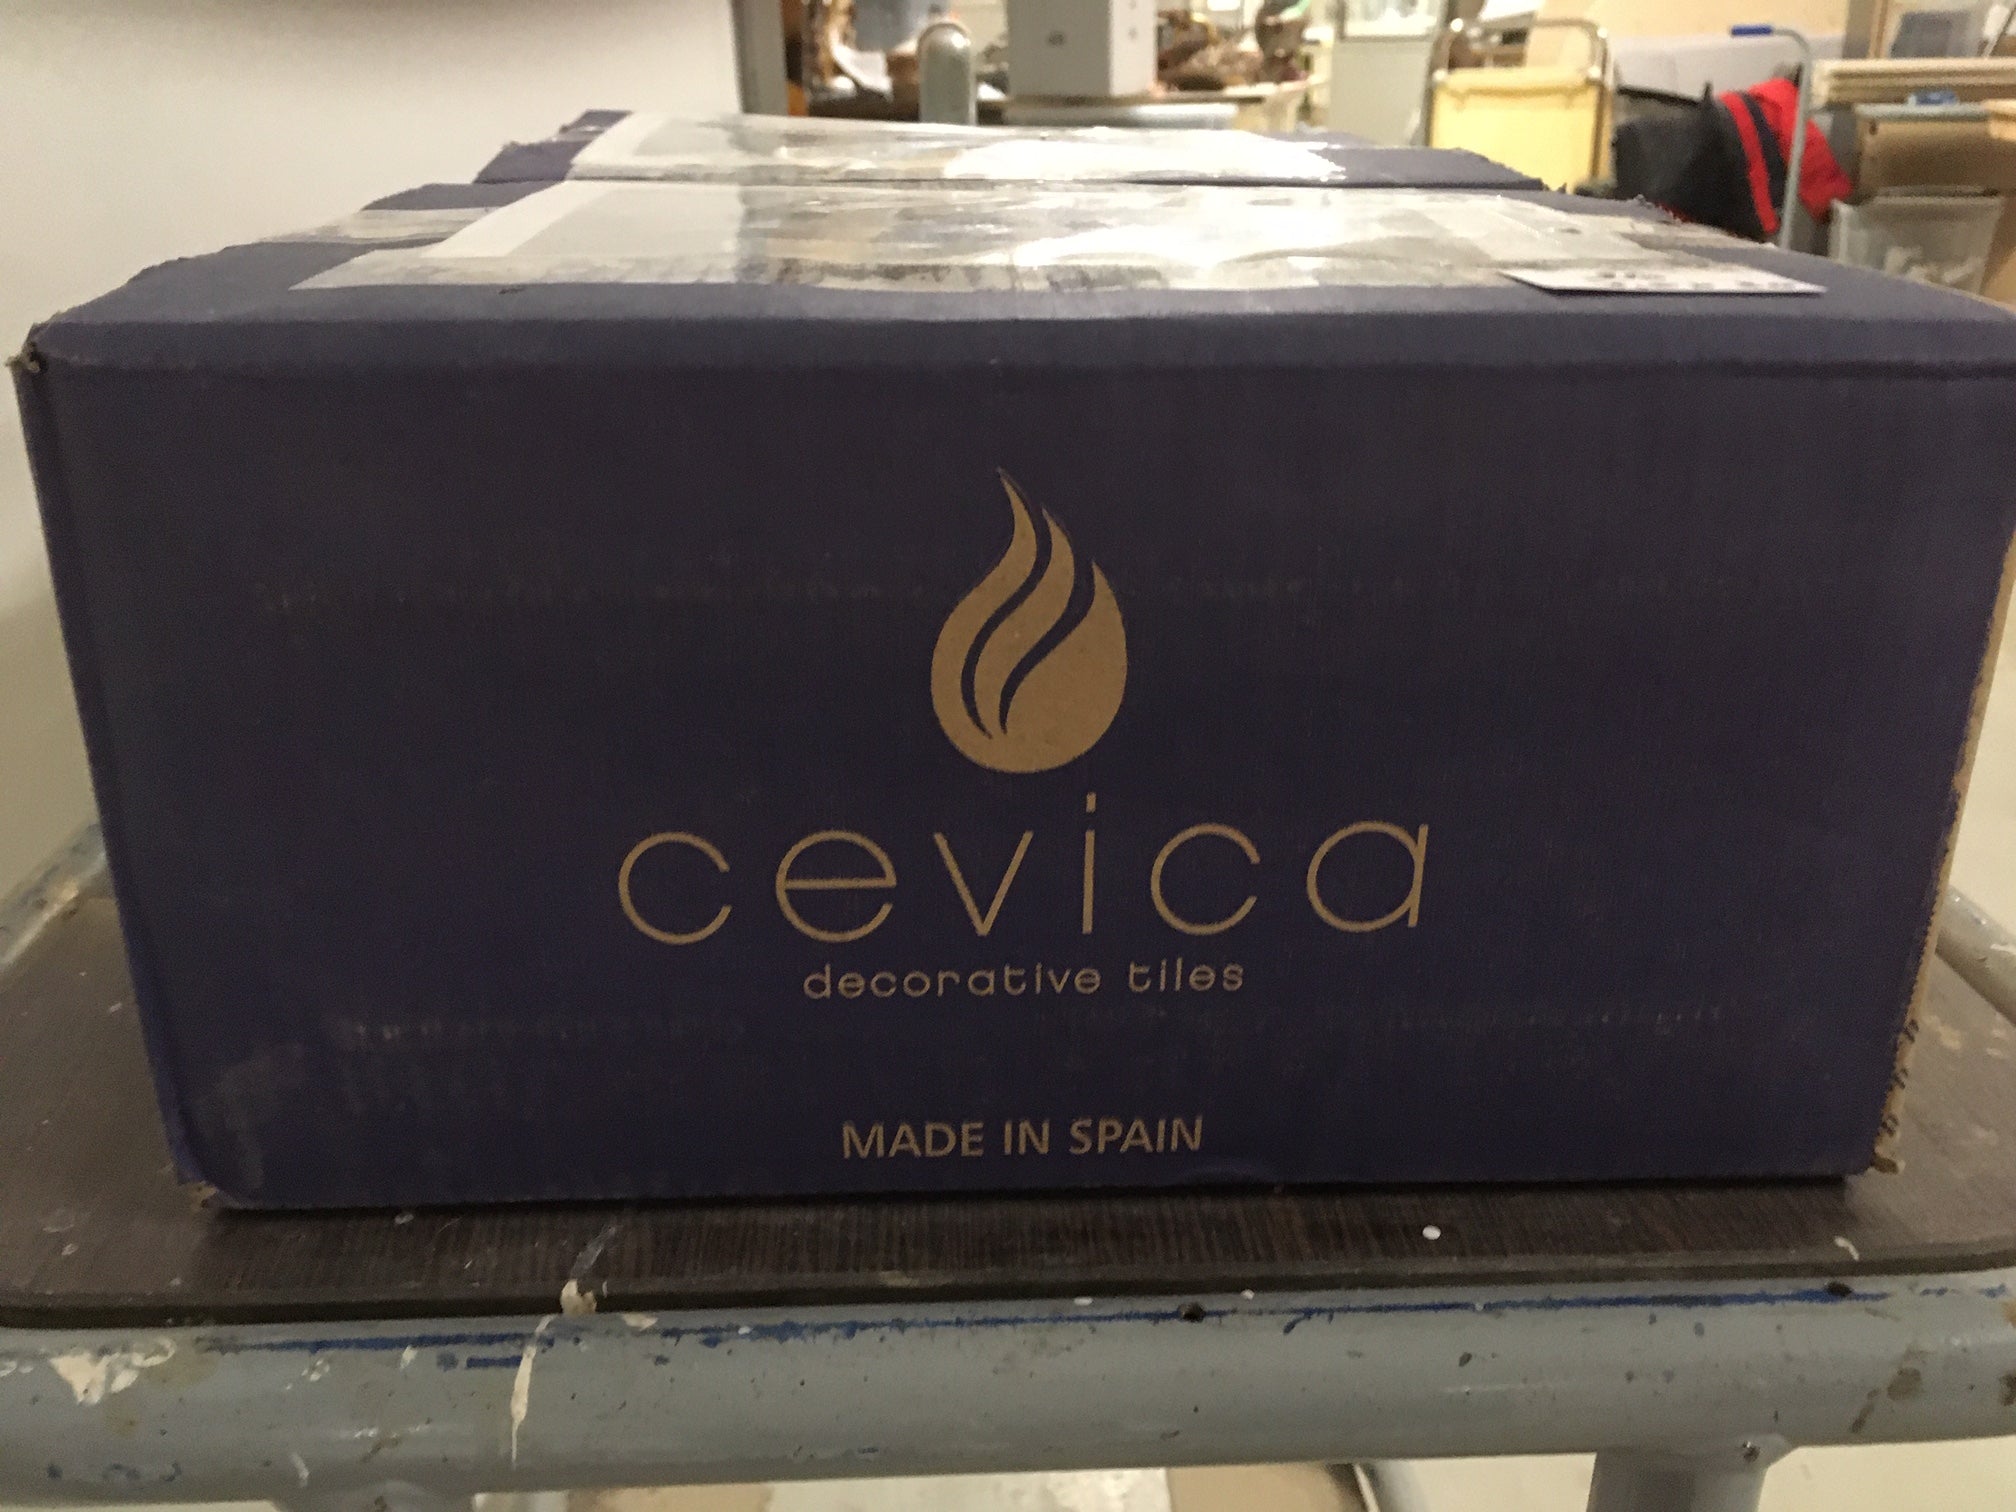 cevica
decorative tiles
MADE IN SPAIN